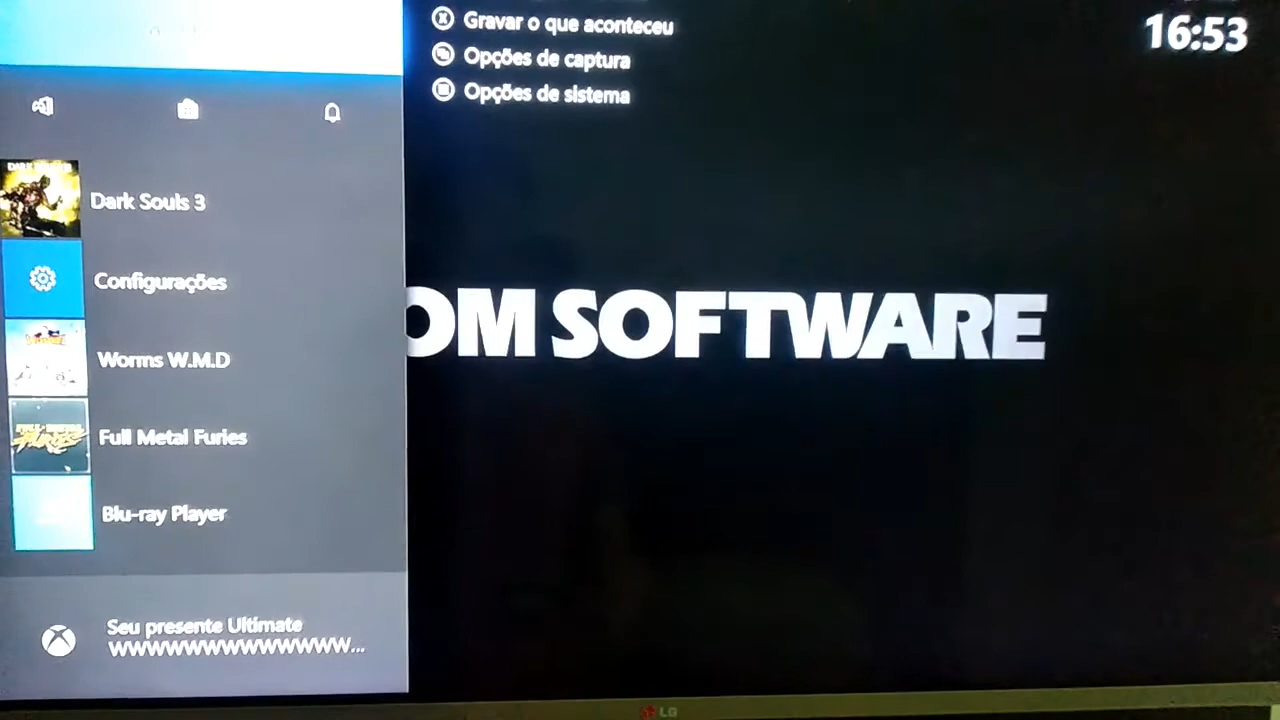 Gravar o que aconteceu
Opções de captura
Opções de sistema
16:53
Dark Souls 3
Configurações
Worms W.M.D
Full Metal Furies
Blu-ray Player
OM SOFTWARE
Seu presente Ultimate
WWWWWWWWWWWWW...
LG